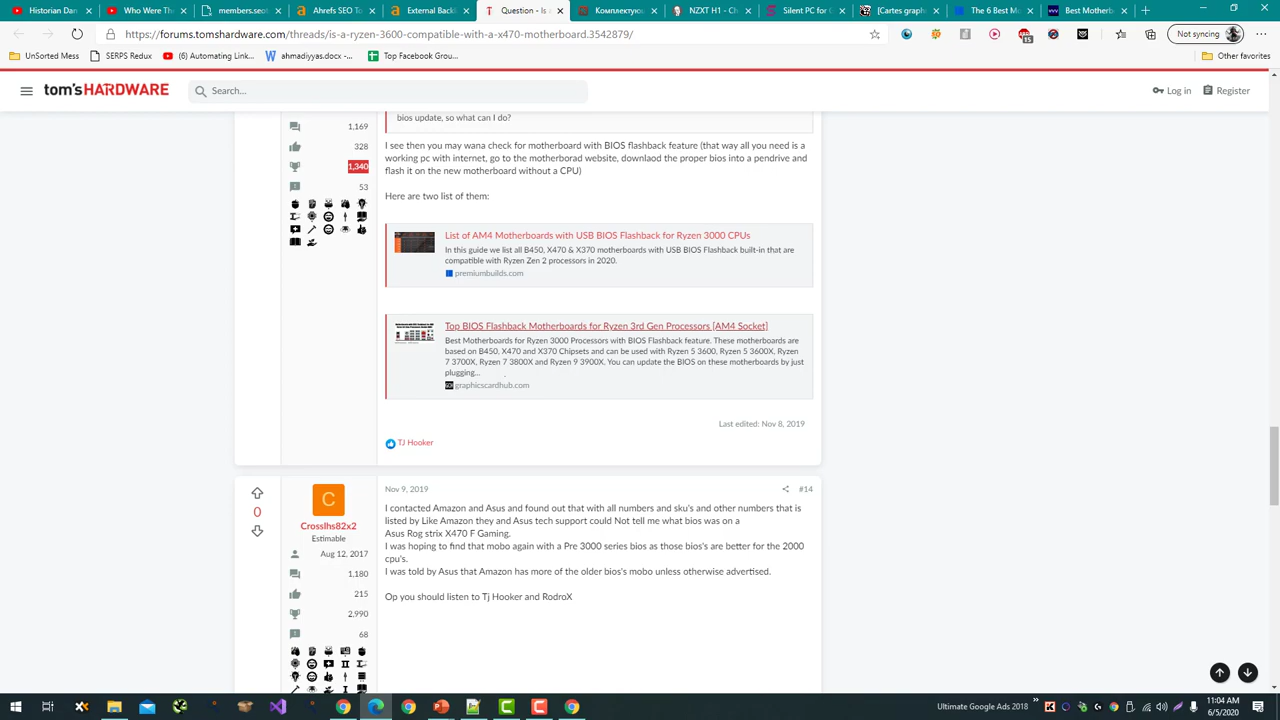 Historian
Who Were T
Ahrefs SEO To
External Back
Question - Is
Комплектую
NZXT H1 - Ch
Silent PC for
[Cartes graph
The 6 Best M
Best Motherb
https://forums.tomshardware.com/threads/is-a-ryzen-3600-compatible-with-a-x470-motherboard.3542879/
15
Not syncing
UnSorted Mess
SERPS Redux
(6) Automating Link...
ahmadiyyas.docx -...
Top Facebook Grou...
Other favorites
tom's HARDWARE
Search...
Log in
Register
bios update, so what can I do?
1,169
328
1,340
53
I see then you may wana check for motherboard with BIOS flashback feature (that way all you need is a
working pc with internet, go to the motherborad website, downlaod the proper bios into a pendrive and
flash it on the new motherboard without a CPU)
Here are two list of them:
List of AM4 Motherboards with USB BIOS Flashback for Ryzen 3000 CPUs
In this guide we list all B450, X470 & X370 motherboards with USB BIOS Flashback built-in that are
compatible with Ryzen Zen 2 processors in 2020.
premiumbuilds.com
Top BIOS Flashback Motherboards for Ryzen 3rd Gen Processors [AM4 Socket]
Best Motherboards for Ryzen 3000 Processors with BIOS Flashback feature. These motherboards are
based on B450, X470 and X370 Chipsets and can be used with Ryzen 5 3600, Ryzen 5 3600X, Ryzen
7 3700X, Ryzen 7 3800X and Ryzen 9 3900X. You can update the BIOS on these motherboards by just
plugging...
graphicscardhub.com
Last edited: Nov 8, 2019
TJ Hooker
0
C
Crosslhs82x2
Estimable
Aug 12, 2017
1,180
215
2,990
68
Nov 9, 2019
#14
I contacted Amazon and Asus and found out that with all numbers and sku's and other numbers that is
listed by Like Amazon they and Asus tech support could Not tell me what bios was on a
Asus Rog strix X470 F Gaming.
I was hoping to find that mobo again with a Pre 3000 series bios as those bios's are better for the 2000
cpu's.
I was told by Asus that Amazon has more of the older bios's mobo unless otherwise advertised.
Op you should listen to Tj Hooker and RodroX
Ultimate Google Ads 2018
11:04 AM
6/5/2020